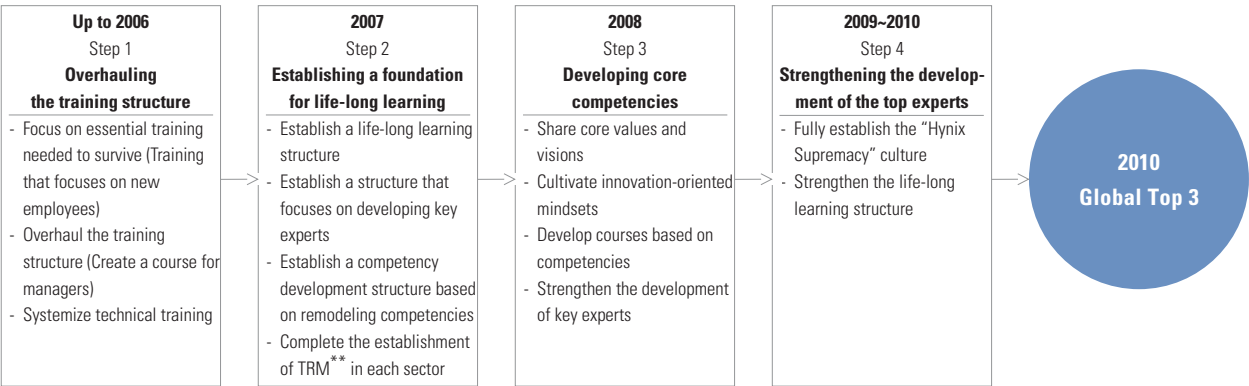 Up to 2006
Step 1
Overhauling
the training structure
- Focus on essential training
needed to survive (Training
that focuses on new
employees)
- Overhaul the training
structure (Create a course for
managers)
- Systemize technical training
2007
Step 2
Establishing a foundation
for life-long learning
- Establish a life-long learning
structure
- Establish a structure that
focuses on developing key
experts
- Establish a competency
development structure based
on remodeling competencies
- Complete the establishment
of TRM** in each sector
2008
Step 3
Developing core
competencies
- Share core values and
visions
- Cultivate innovation-oriented
mindsets
- Develop courses based on
competencies
- Strengthen the development
of key experts
2009~2010
Step 4
Strengthening the develop-
ment of the top experts
- Fully establish the “Hynix
Supremacy” culture
- Strengthen the life-long
learning structure
2010
Global Top 3